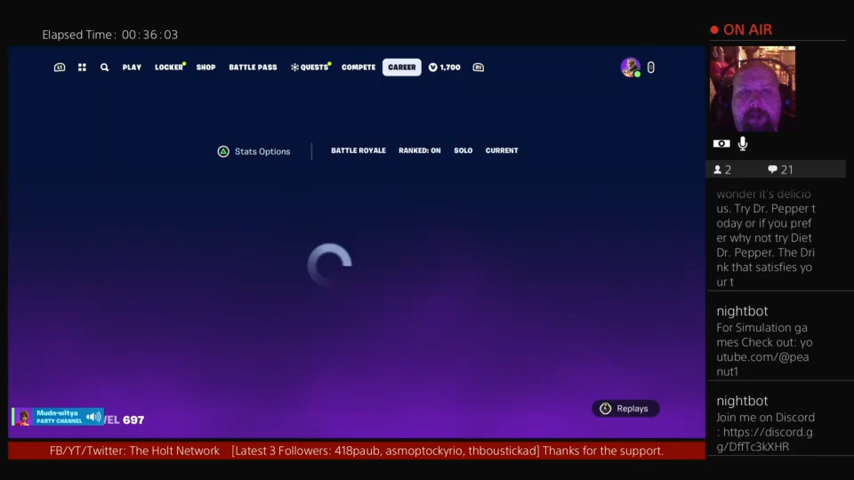 Elapsed Time: 00:36:03
ON AIR
L1 PLAY LOCKER SHOP BATTLE PASS QUESTS COMPETE CAREER 1,700 R1
Stats Options BATTLE ROYALE RANKED: ON SOLO CURRENT
2 21
wonder it's delicio
us. Try Dr. Pepper t
oday or if you pref
er why not try Diet
Dr. Pepper. The Dri
nk that satisfies yo
ur t
nightbot
For Simulation ga
mes Check out: yo
utube.com/@pea
nut1
nightbot
Join me on Discord
: https://discord.g
g/DffTc3kXHR
Replays
Mudn-witya
PARTY CHANNEL
VEL 697
FB/YT/Twitter: The Holt Network [Latest 3 Followers: 418paub, asmoptockyrio, thboustickad] Thanks for the support.